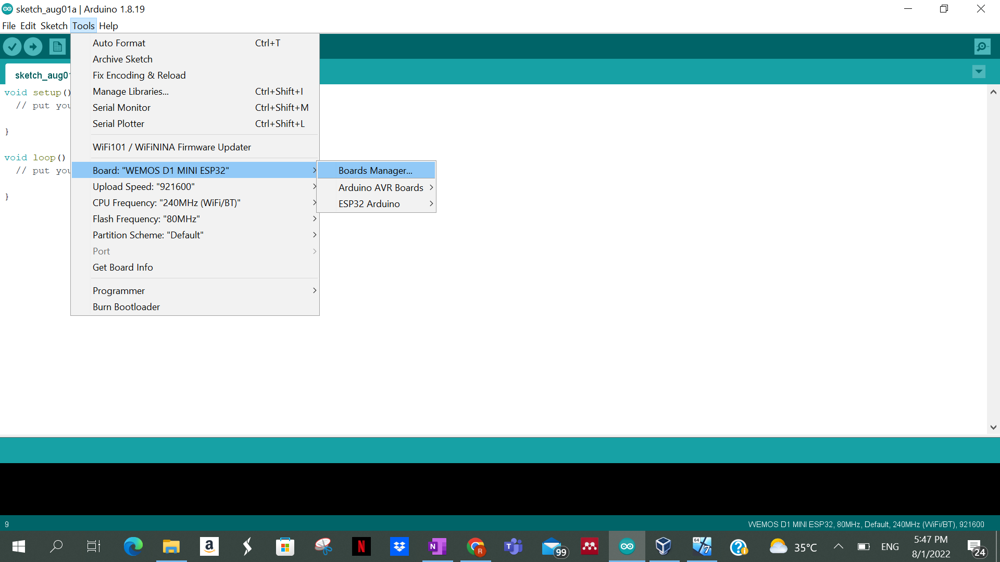 sketch_aug01a | Arduino 1.8.19
File Edit Sketch Tools Help
Auto Format Ctrl+T
Archive Sketch
sketch_aug01
Fix Encoding & Reload
void setup()
Manage Libraries... Ctrl+Shift+I
// put you
Serial Monitor Ctrl+Shift+M
Serial Plotter Ctrl+Shift+L
}
WiFi101 / WiFiNINA Firmware Updater
void loop()
// put you
Board: "WEMOS D1 MINI ESP32"
Boards Manager...
Upload Speed: "921600"
Arduino AVR Boards
}
CPU Frequency: "240MHz (WiFi/BT)"
ESP32 Arduino
Flash Frequency: "80MHz"
Partition Scheme: "Default"
Port
Get Board Info
Programmer
Burn Bootloader
9
WEMOS D1 MINI ESP32, 80MHz, Default, 240MHz (WiFi/BT), 921600
a
N
N
R
T
99
64
7
35°C
ENG
5:47 PM
8/1/2022
24